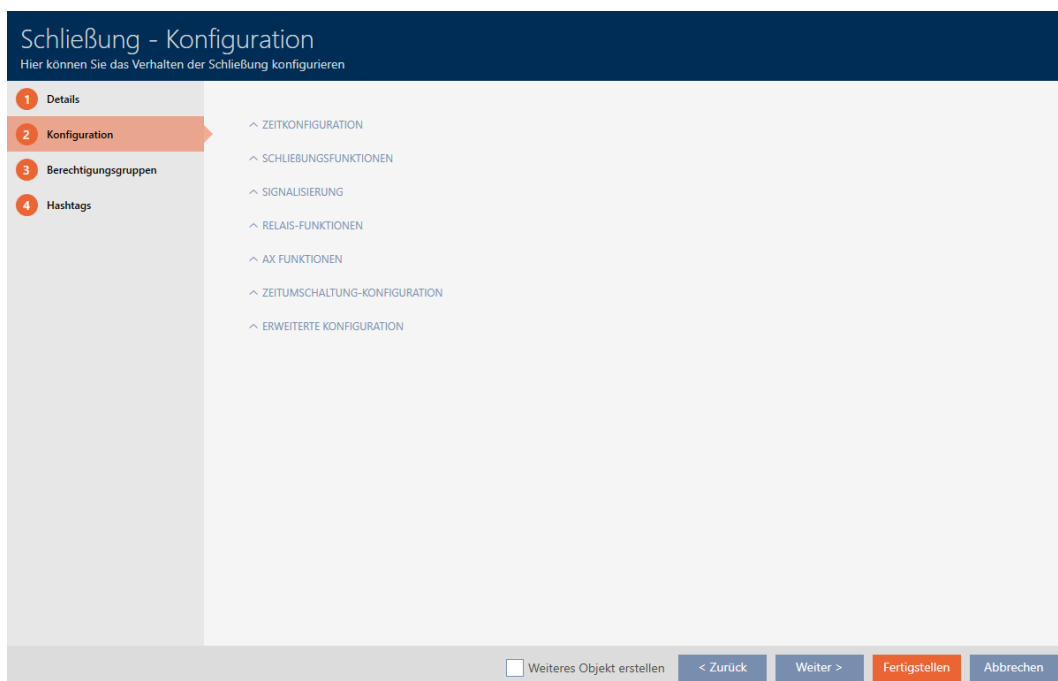 Schließung - Konfiguration
Hier können Sie das Verhalten der Schließung konfigurieren
1 Details
2 Konfiguration
3 Berechtigungsgruppen
4 Hashtags
ZEITKONFIGURATION
SCHLIEßUNGSFUNKTIONEN
SIGNALISIERUNG
RELAIS-FUNKTIONEN
AX FUNKTIONEN
ZEITUMSCHALTUNG-KONFIGURATION
ERWEITERTE KONFIGURATION
Weiteres Objekt erstellen
< Zurück
Weiter >
Fertigstellen
Abbrechen